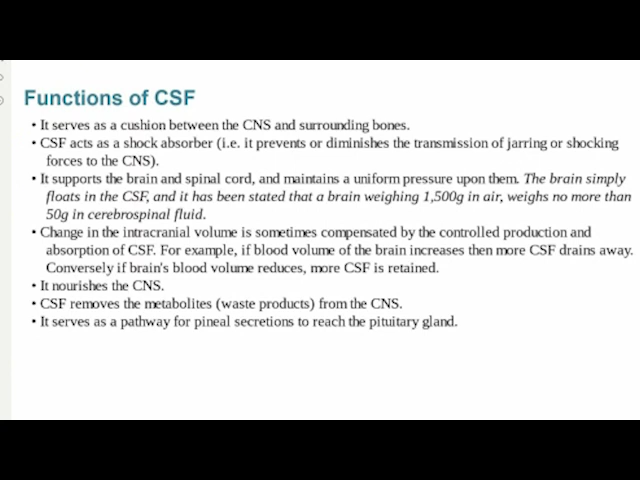 Functions of CSF
• It serves as a cushion between the CNS and surrounding bones.
• CSF acts as a shock absorber (i.e. it prevents or diminishes the transmission of jarring or shocking
forces to the CNS).
• It supports the brain and spinal cord, and maintains a uniform pressure upon them. The brain simply
floats in the CSF, and it has been stated that a brain weighing 1,500g in air, weighs no more than
50g in cerebrospinal fluid.
• Change in the intracranial volume is sometimes compensated by the controlled production and
absorption of CSF. For example, if blood volume of the brain increases then more CSF drains away.
Conversely if brain's blood volume reduces, more CSF is retained.
• It nourishes the CNS.
• CSF removes the metabolites (waste products) from the CNS.
• It serves as a pathway for pineal secretions to reach the pituitary gland.